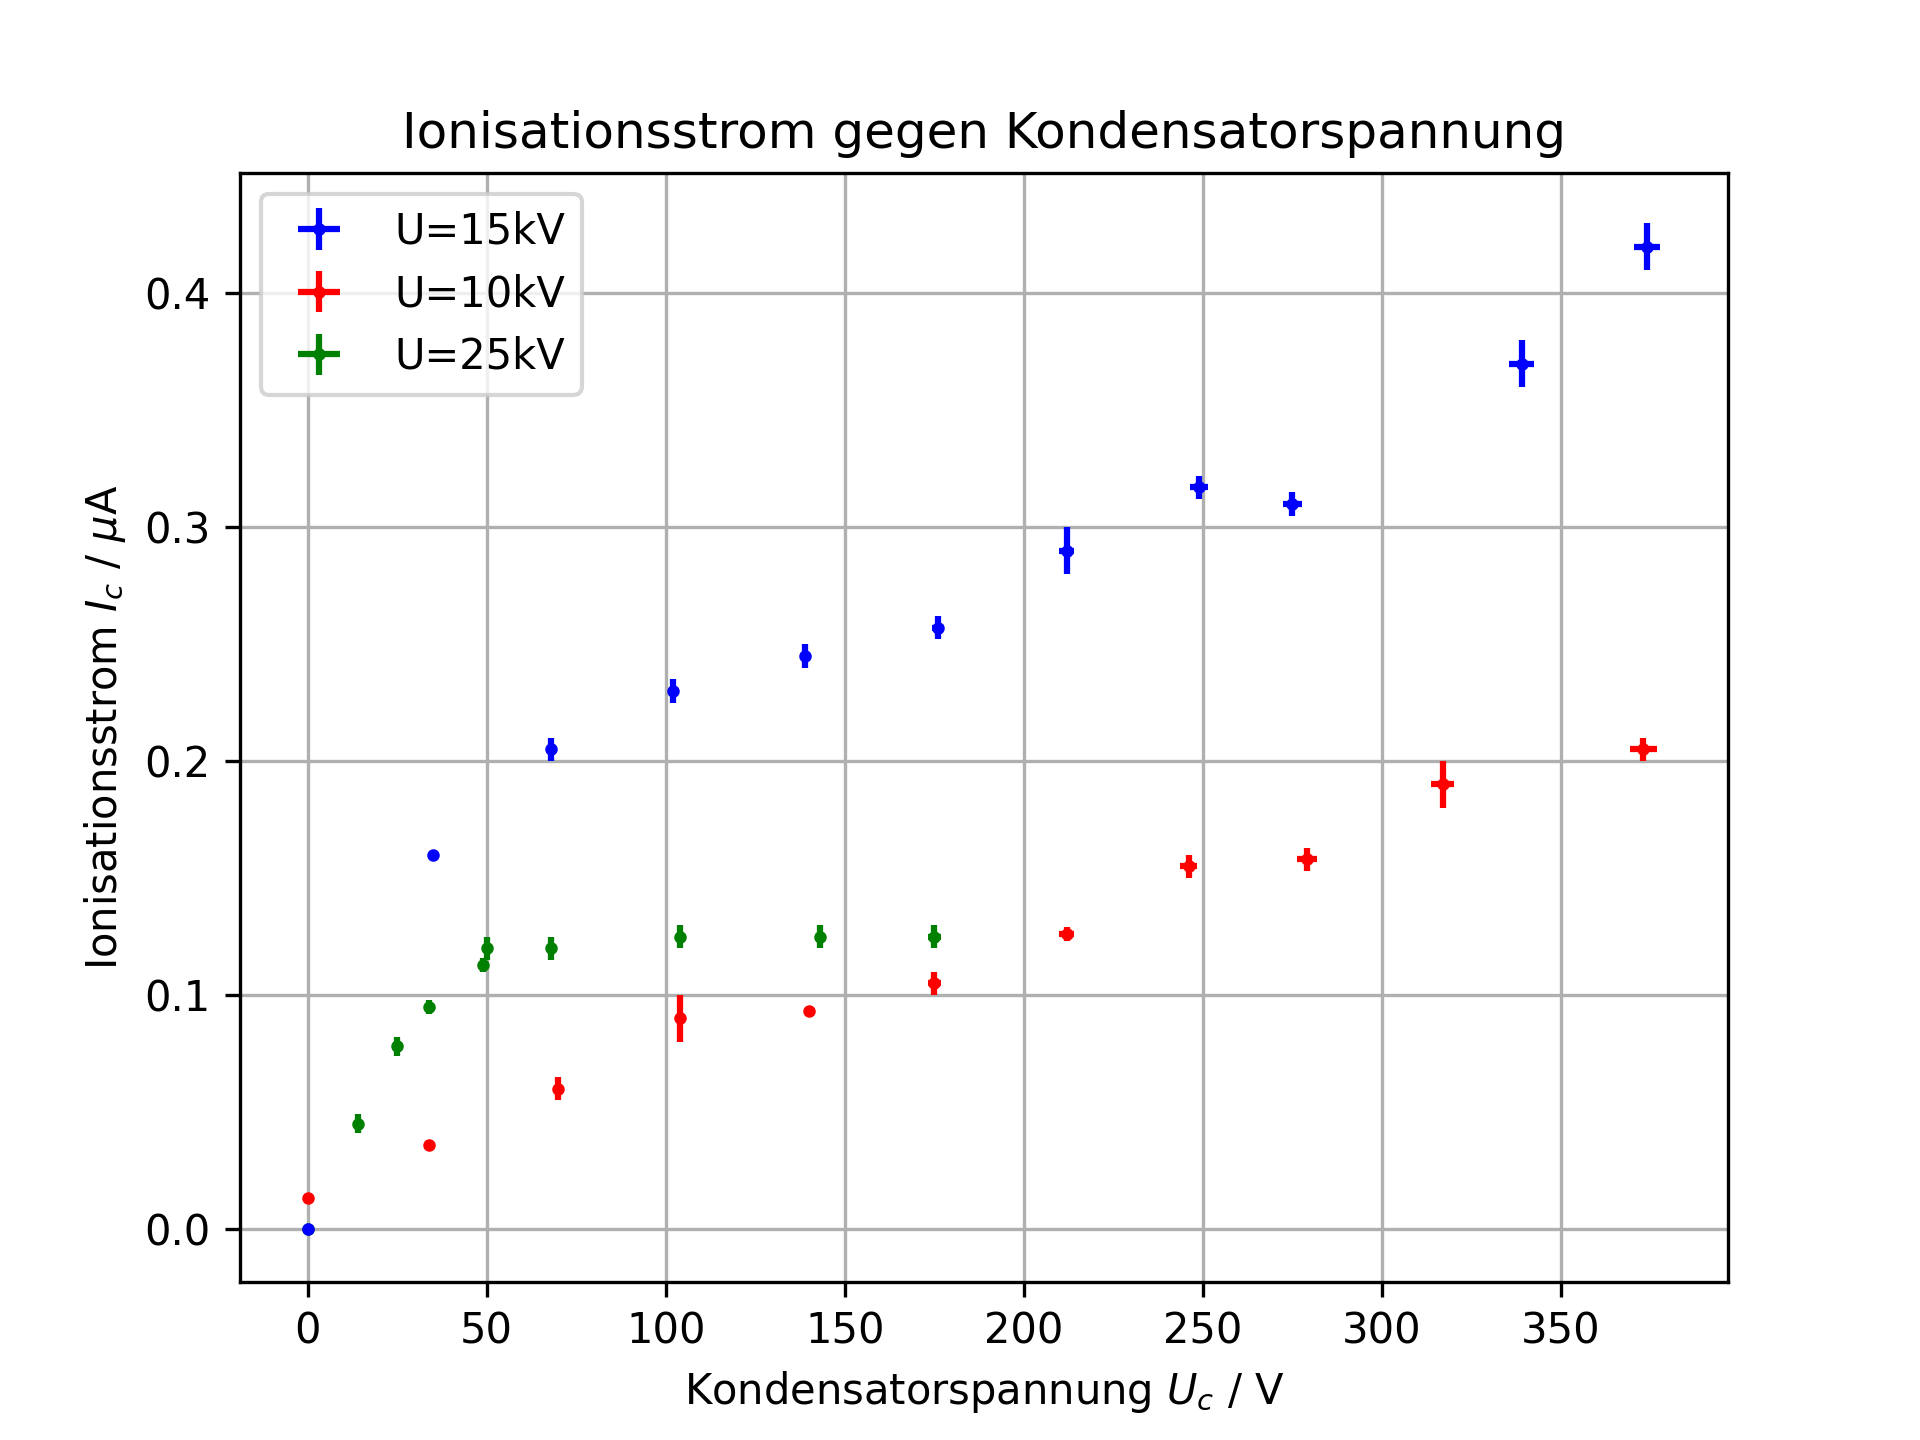 Ionisationsstrom gegen Kondensatorspannung
U=15kV
U=10kV
U=25kV
Ionisationsstrom I_c / μA
0.4
0.3
0.2
0.1
0.0
0 50 100 150 200 250 300 350
Kondensatorspannung U_c / V